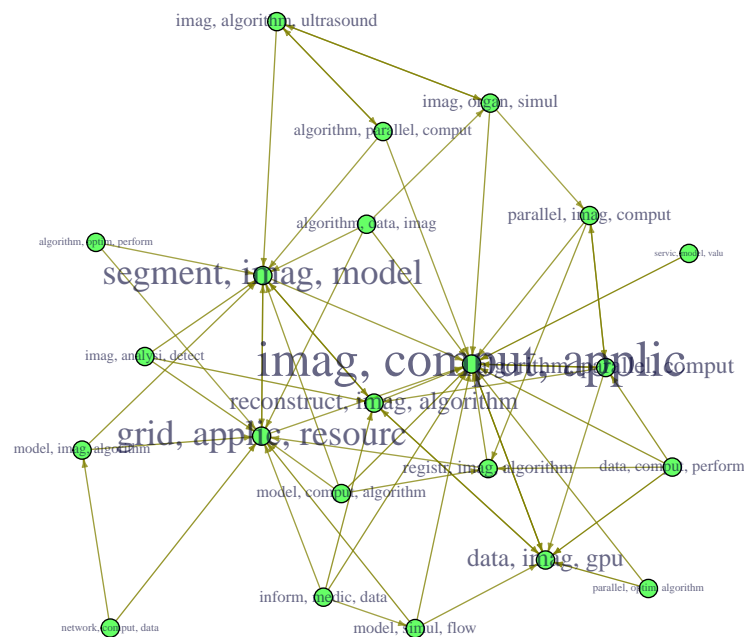 imag, algorithm, ultrasound
imag, organ, simul
algorithm, parallel, comput
parallel, imag, comput
algorithm, data, imag
algorithm, optim, perform
servic, model, valu
segment, imag, model
imag, analysi, detect
imag, comput, applic
algorithm, parallel, comput
reconstruct, imag, algorithm
grid, applic, resourc
model, imag, algorithm
registr, imag, algorithm
data, comput, perform
model, comput, algorithm
data, imag, gpu
parallel, optim, algorithm
inform, medic, data
network, comput, data
model, simul, flow